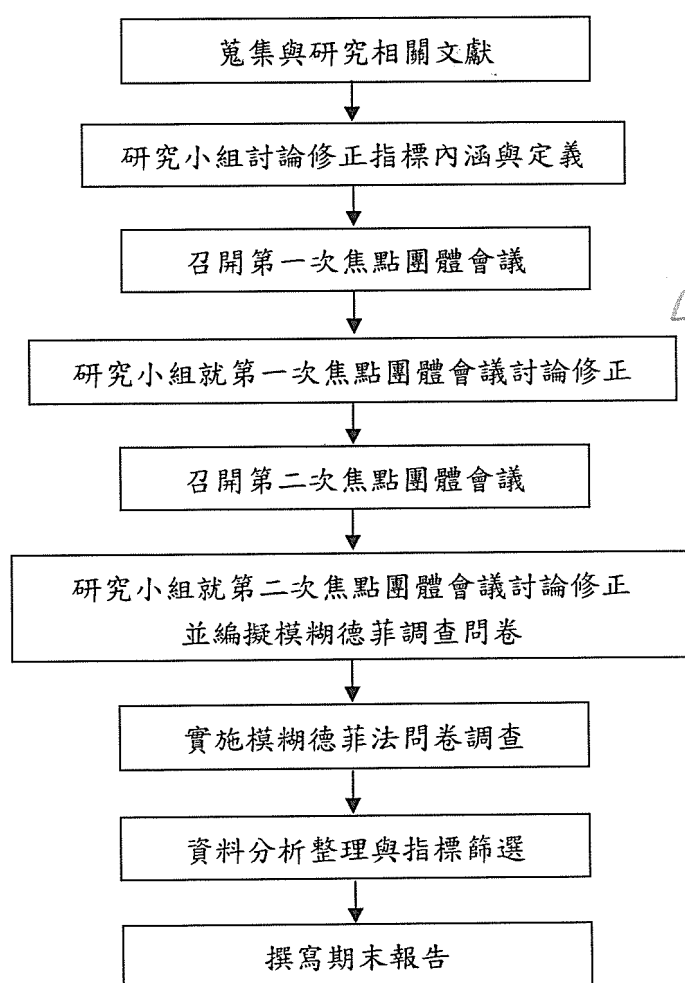 蒐集與研究相關文獻
研究小組討論修正指標內涵與定義
召開第一次焦點團體會議
研究小組就第一次焦點團體會議討論修正
召開第二次焦點團體會議
研究小組就第二次焦點團體會議討論修正
並編擬模糊德菲調查問卷
實施模糊德菲法問卷調查
資料分析整理與指標篩選
撰寫期末報告